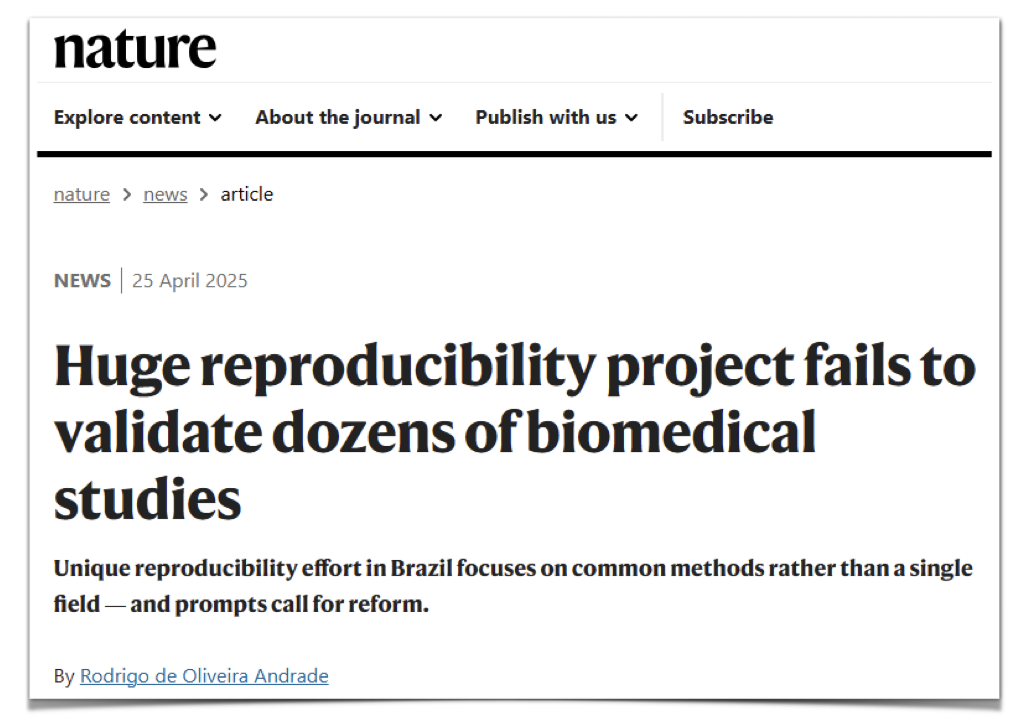 nature
Explore content About the journal Publish with us Subscribe
nature > news > article
NEWS | 25 April 2025
Huge reproducibility project fails to
validate dozens of biomedical
studies
Unique reproducibility effort in Brazil focuses on common methods rather than a single
field — and prompts call for reform.
By Rodrigo de Oliveira Andrade